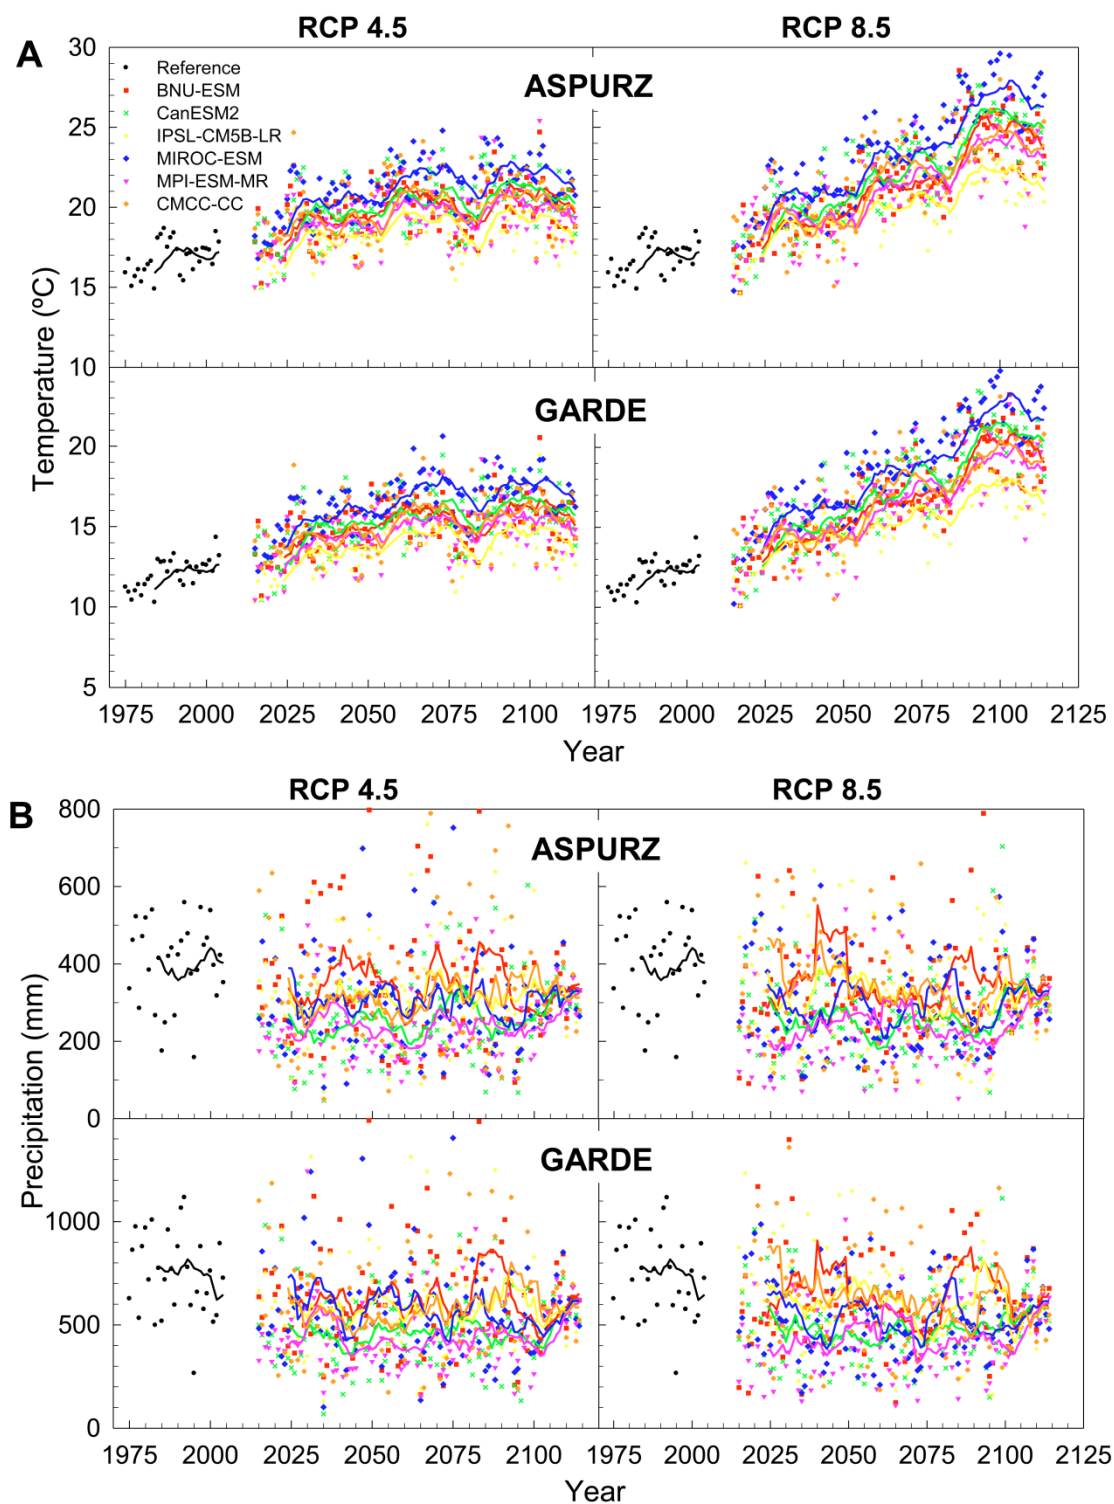 RCP 4.5 RCP 8.5
A
30
Reference
BNU-ESM
CanESM2
IPSL-CM5B-LR
MIROC-ESM
MPI-ESM-MR
CMCC-CC
ASPURZ
25
20
15
10
GARDE
20
15
10
5
Temperature (ºC)
1975 2000 2025 2050 2075 2100 1975 2000 2025 2050 2075 2100 2125
Year
RCP 4.5 RCP 8.5
B
800
ASPURZ
600
400
200
0
GARDE
1000
500
0
Precipitation (mm)
1975 2000 2025 2050 2075 2100 1975 2000 2025 2050 2075 2100 2125
Year